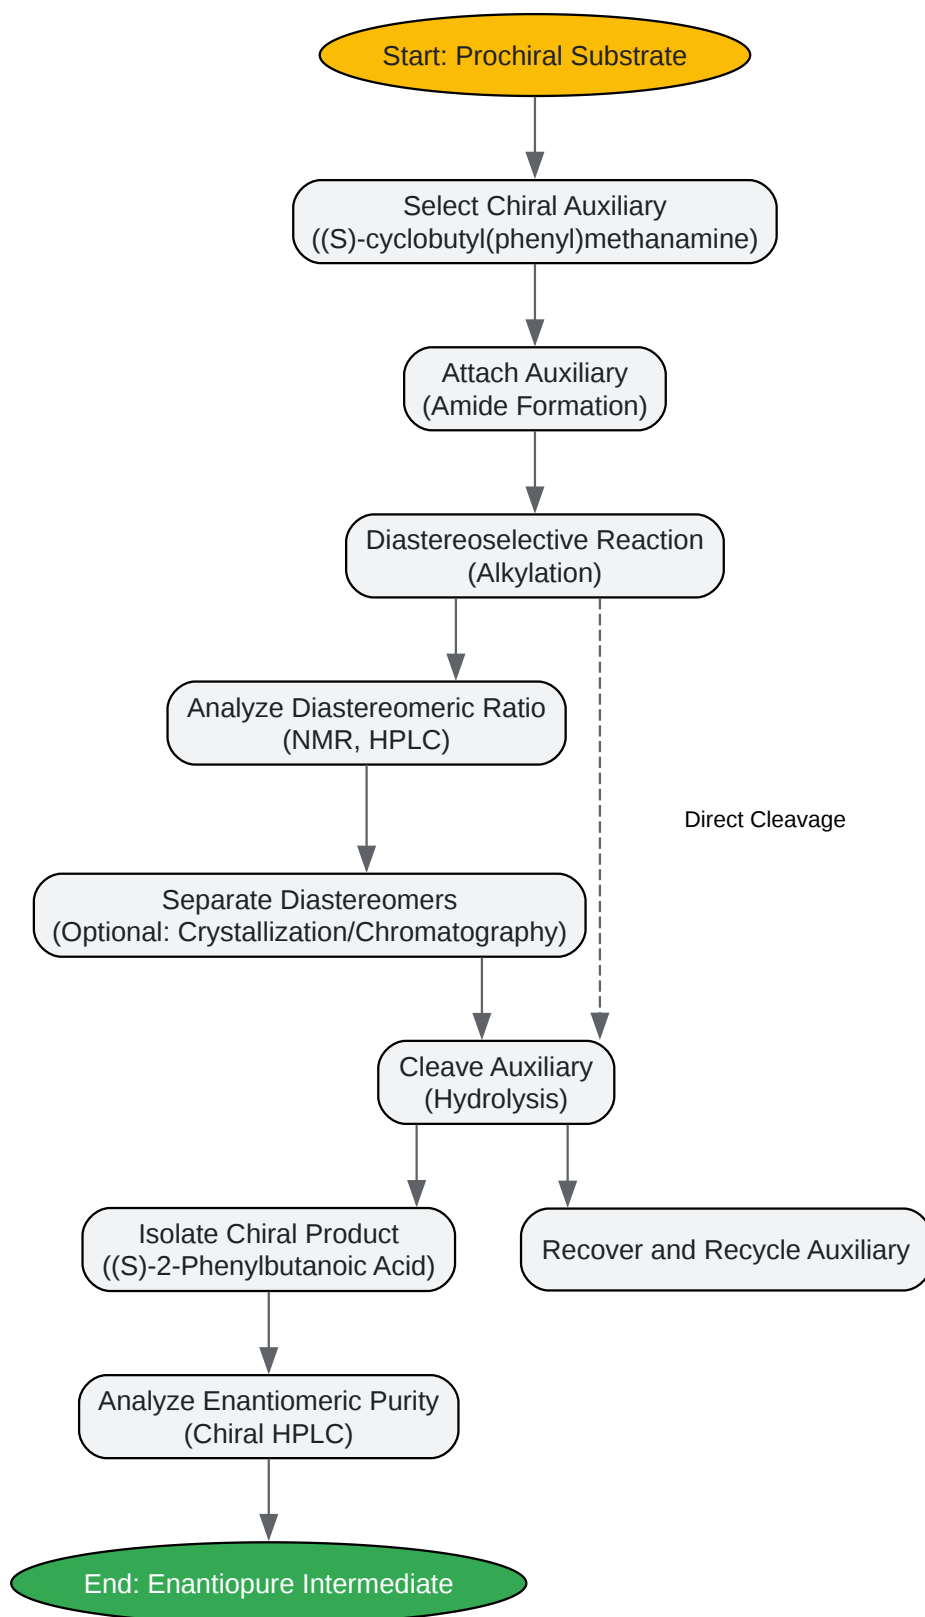 Start: Prochiral Substrate
Select Chiral Auxiliary
((S)-cyclobutyl(phenyl)methanamine)
Attach Auxiliary
(Amide Formation)
Diastereoselective Reaction
(Alkylation)
Analyze Diastereomeric Ratio
(NMR, HPLC)
Direct Cleavage
Separate Diastereomers
(Optional: Crystallization/Chromatography)
Cleave Auxiliary
(Hydrolysis)
Isolate Chiral Product
((S)-2-Phenylbutanoic Acid)
Recover and Recycle Auxiliary
Analyze Enantiomeric Purity
(Chiral HPLC)
End: Enantiopure Intermediate